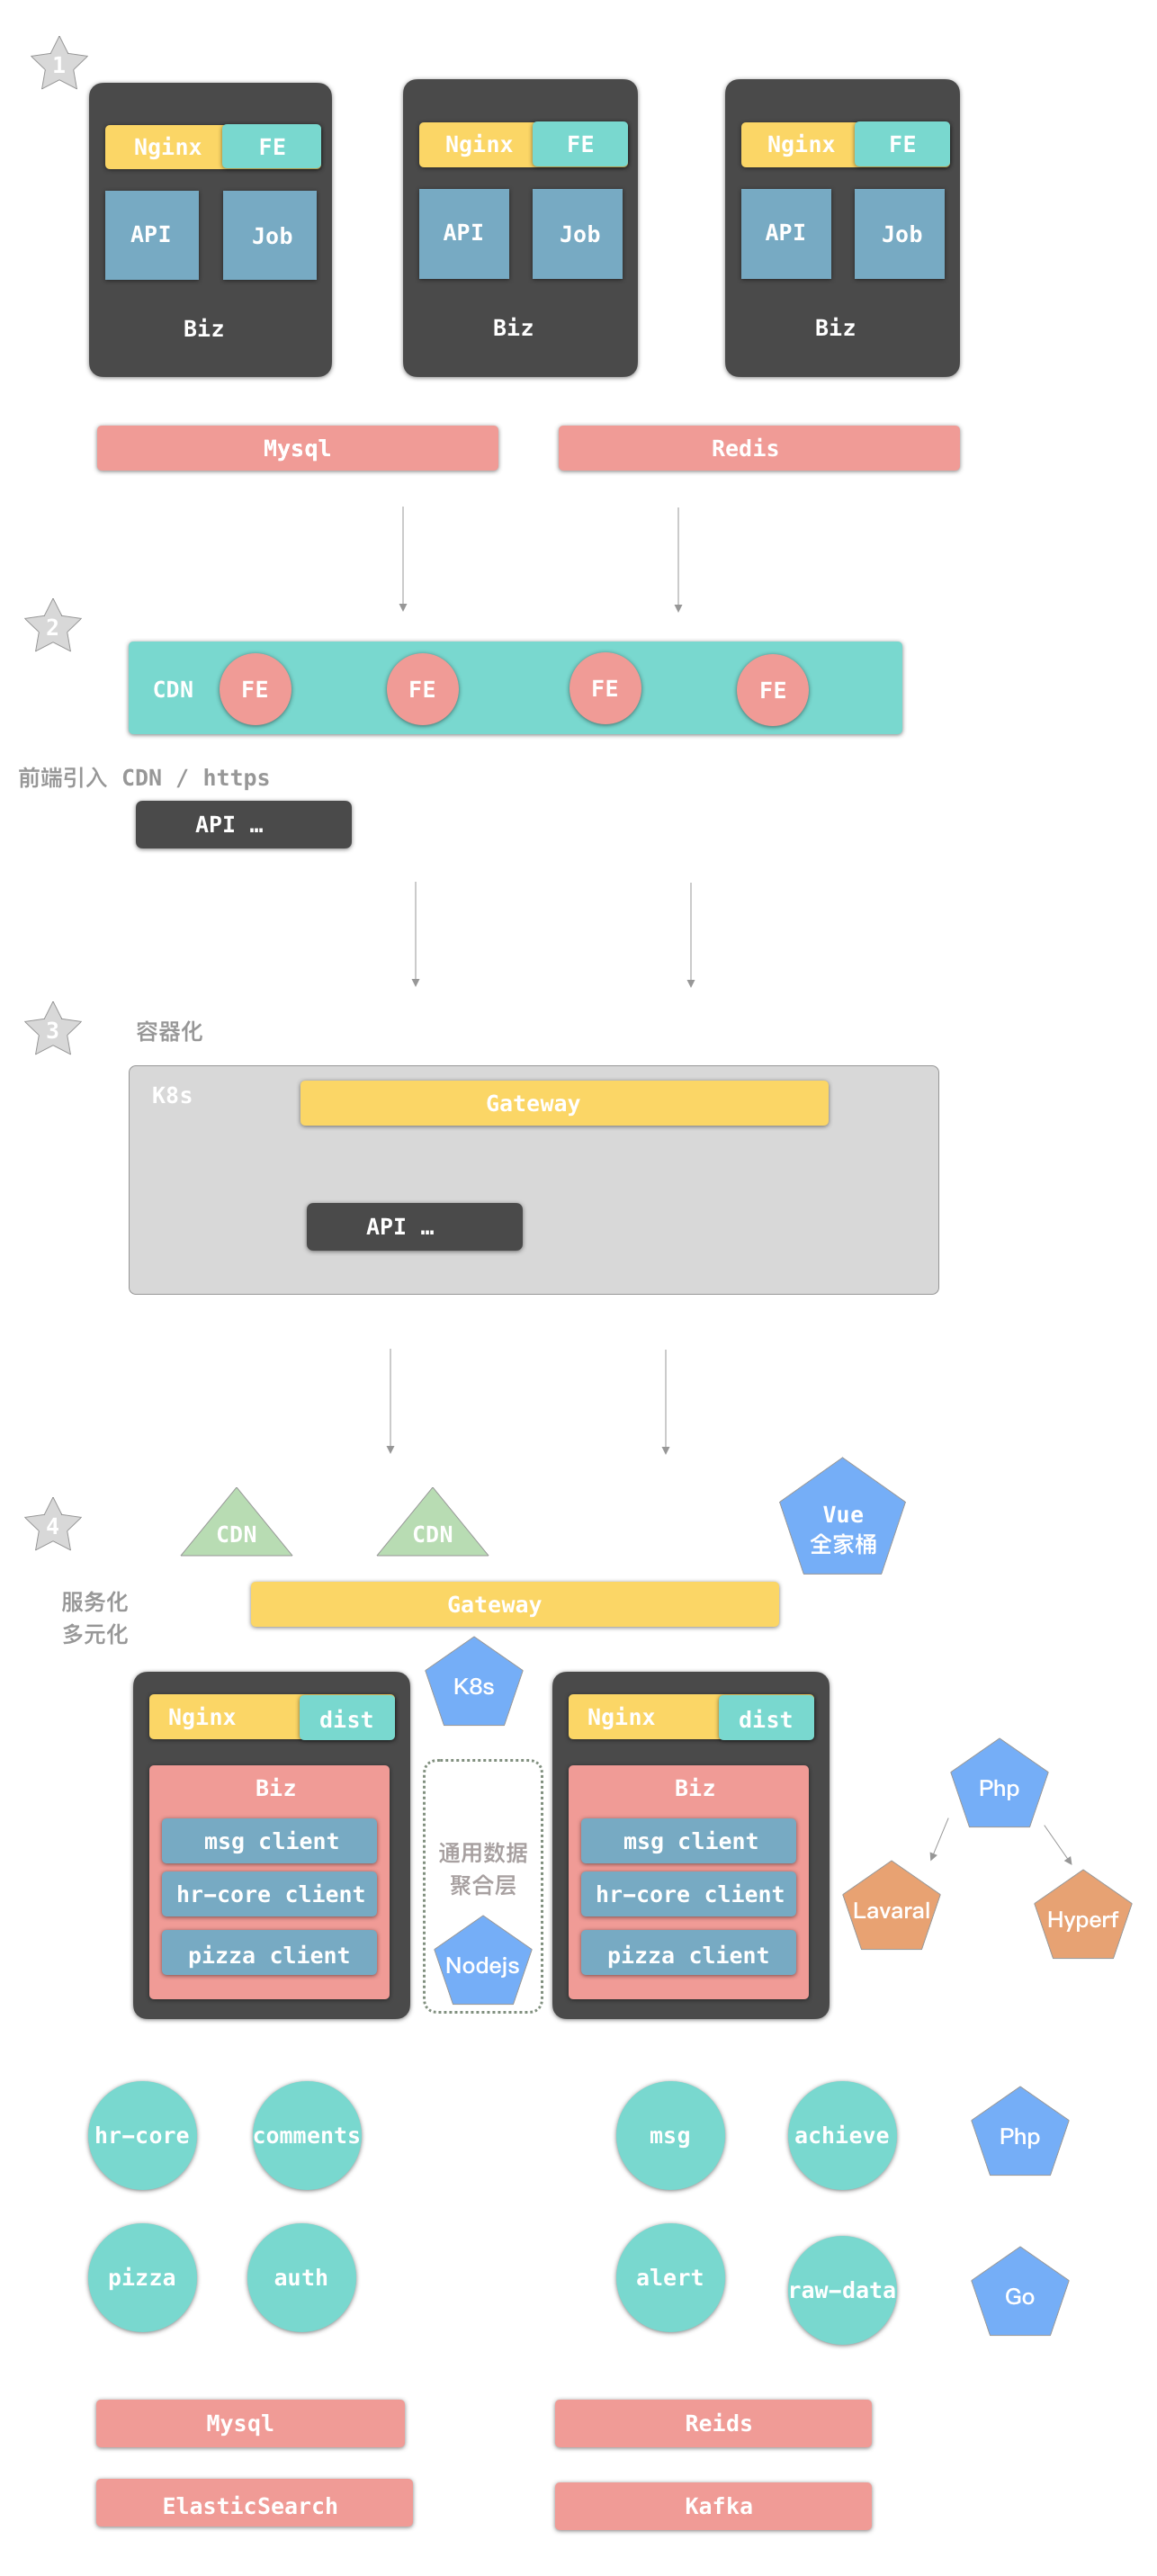 1
Nginx
FE
API
Job
Biz
Nginx
FE
API
Job
Biz
Nginx
FE
API
Job
Biz
Mysql
Redis
2
CDN
FE
FE
FE
FE
前端引入 CDN / https
API …
3
容器化
K8s
Gateway
API …
4
CDN
CDN
Vue
全家桶
服务化
多元化
Gateway
K8s
Nginx
dist
Biz
msg client
hr-core client
pizza client
通用数据
聚合层
Nodejs
Nginx
dist
Biz
msg client
hr-core client
pizza client
Php
Lavaral
Hyperf
hr-core
comments
msg
achieve
Php
pizza
auth
alert
raw-data
Go
Mysql
Reids
ElasticSearch
Kafka